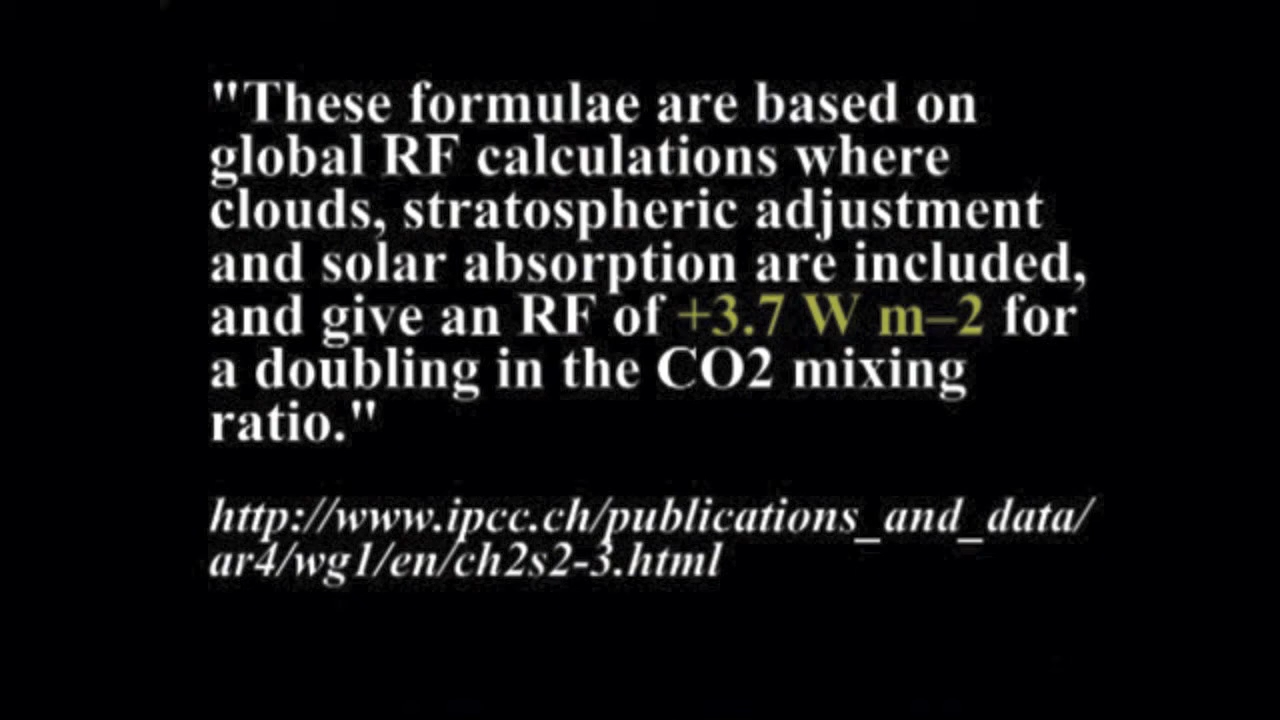 "These formulae are based on
global RF calculations where
clouds, stratospheric adjustment
and solar absorption are included,
and give an RF of +3.7 W m–2 for
a doubling in the CO2 mixing
ratio."
http://www.ipcc.ch/publications_and_data/
ar4/wg1/en/ch2s2-3.html